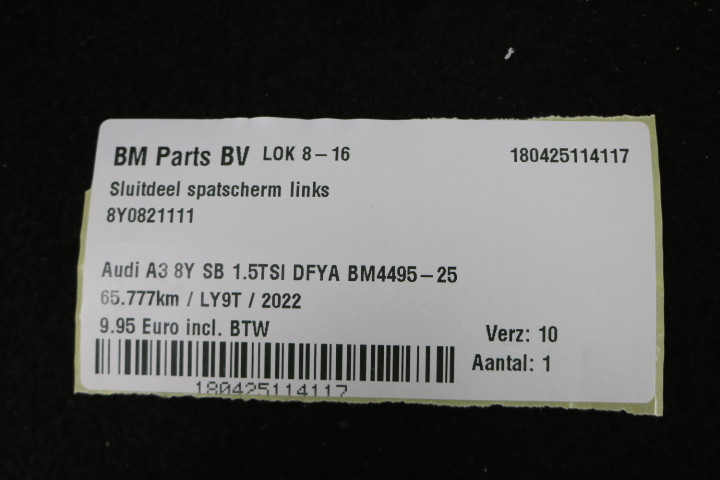 BM Parts BV LOK 8-16 180425114117
Sluitdeel spatscherm links
8Y0821111
Audi A3 8Y SB 1.5TSI DFYA BM4495-25
65.777km / LY9T / 2022
9.95 Euro incl. BTW
Verz: 10
Aantal: 1
180425114117